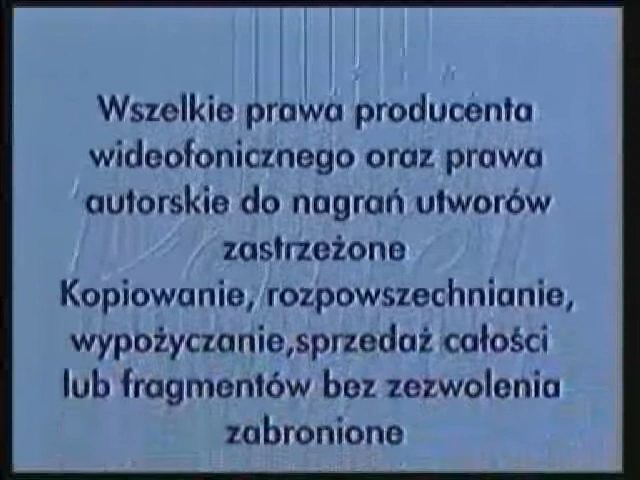 Wszelkie prawa producenta
wideofonicznego oraz prawa
autorskie do nagrań utworów
zastrzeżone
Kopiowanie, rozpowszechnianie,
wypożyczanie,sprzedaż całości
lub fragmentów bez zezwolenia
zabronione